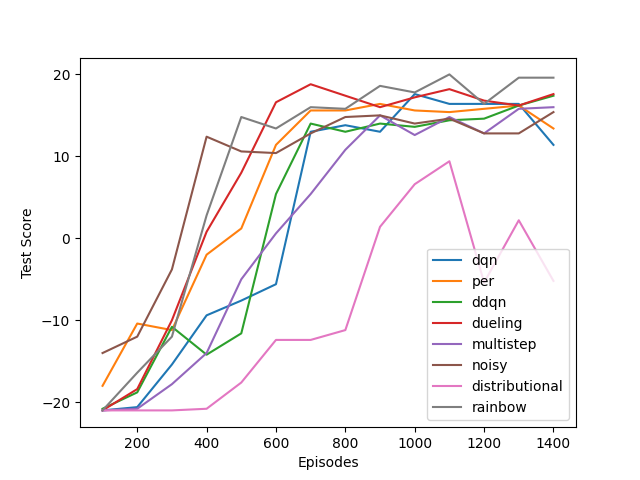 20
10
0
−10
−20
Test Score
200 400 600 800 1000 1200 1400
Episodes
dqn
per
ddqn
dueling
multistep
noisy
distributional
rainbow